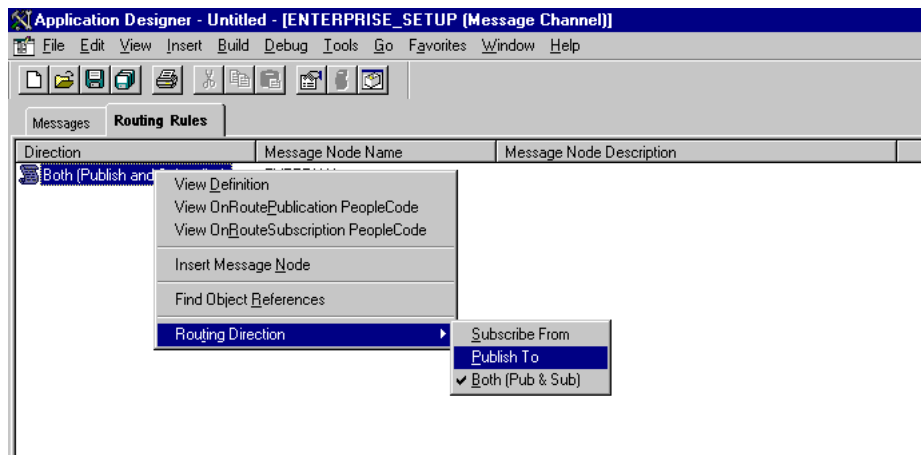 Application Designer - Untitled - [ENTERPRISE_SETUP (Message Channel)]
File Edit View Insert Build Debug Tools Go Favorites Window Help
Messages Routing Rules
Direction Message Node Name Message Node Description
Both (Publish and
View Definition
View OnRoutePublication PeopleCode
View OnRouteSubscription PeopleCode
Insert Message Node
Find Object References
Routing Direction
Subscribe From
Publish To
Both (Pub & Sub)